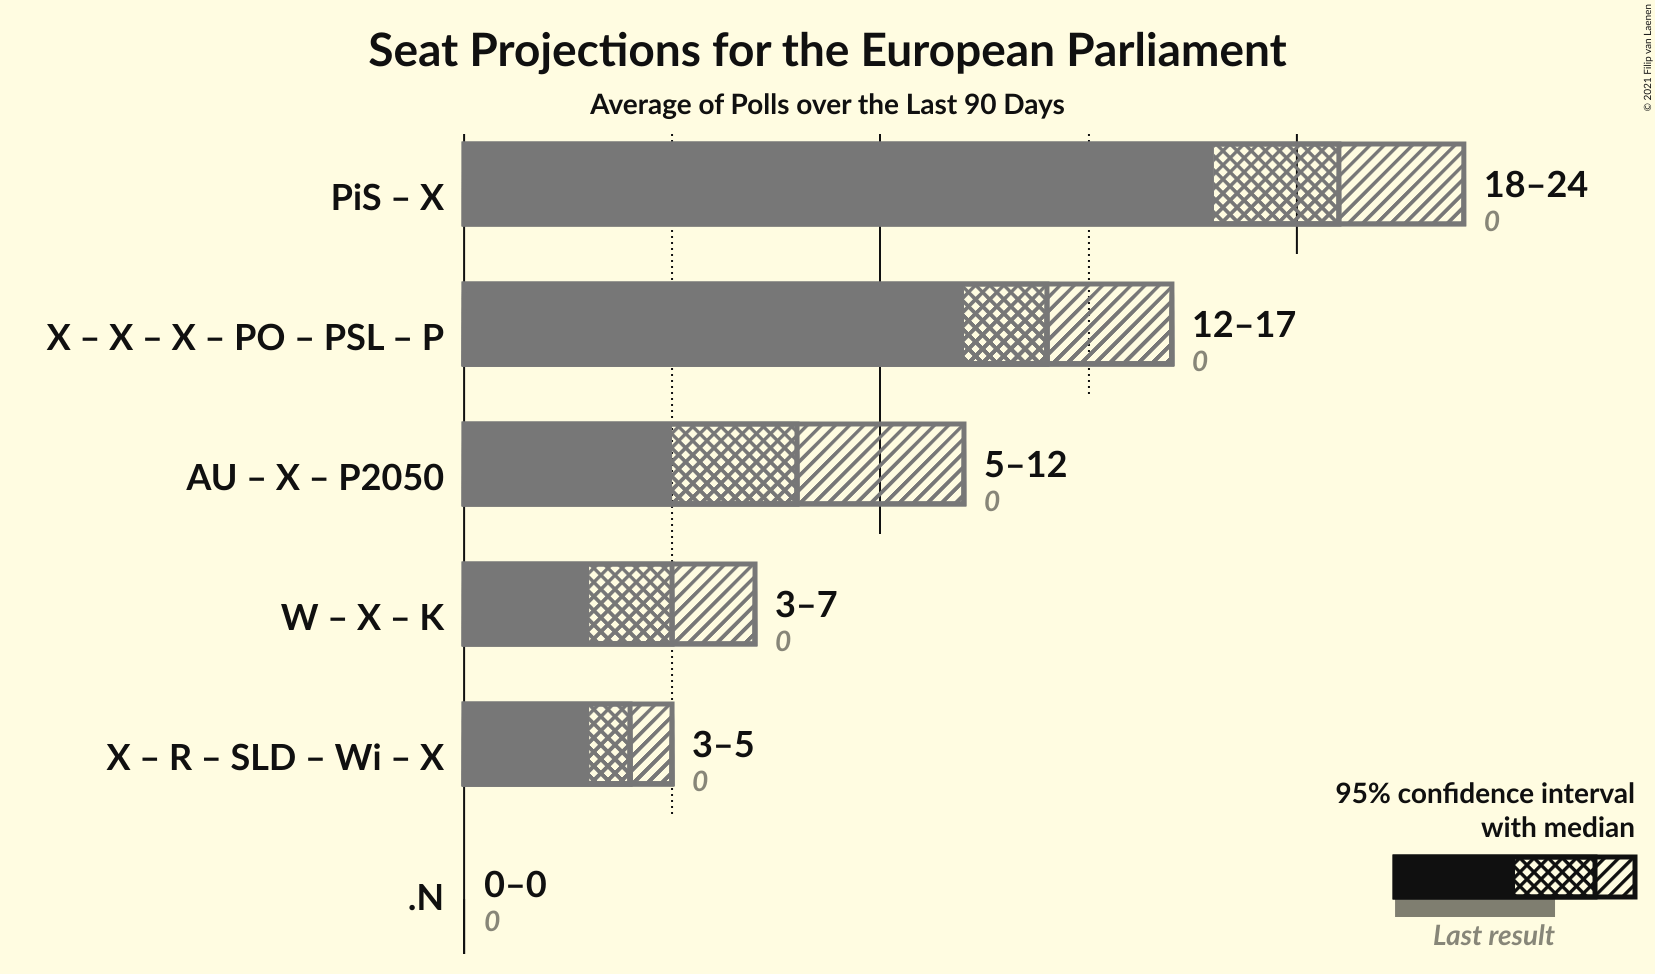 Seat Projections for the European Parliament
Average of Polls over the Last 90 Days
© 2021 Filip van Laenen
PiS – X
18–24
0
X – X – X – PO – PSL – P
12–17
0
AU – X – P2050
5–12
0
W – X – K
3–7
0
X – R – SLD – Wi – X
3–5
0
.N
0–0
0
95% confidence interval
with median
Last result